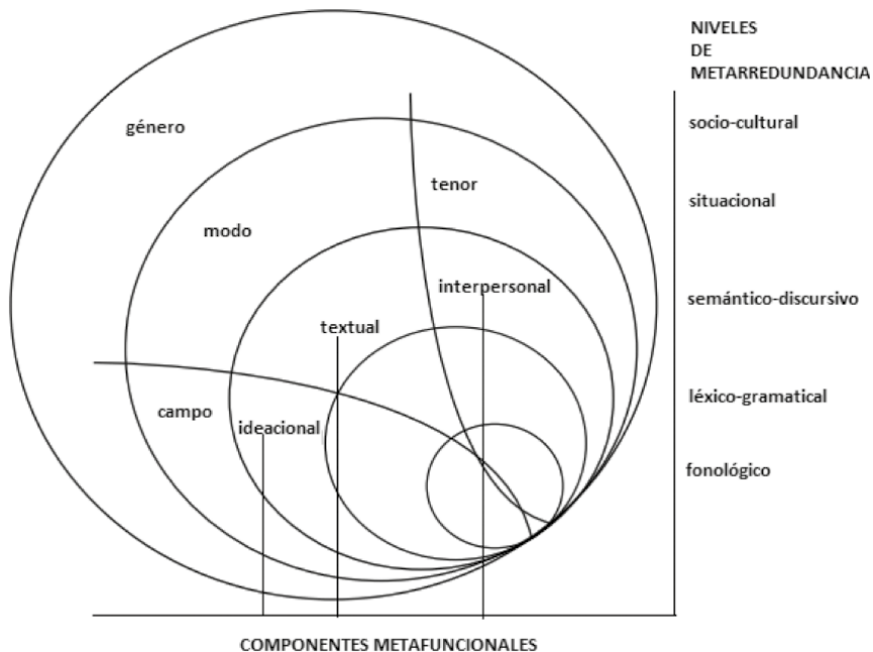 NIVELES
DE
METARREDUNDANCIA
género
socio-cultural
tenor
situacional
modo
interpersonal
semántico-discursivo
textual
campo
léxico-gramatical
ideacional
fonológico
COMPONENTES METAFUNCIONALES